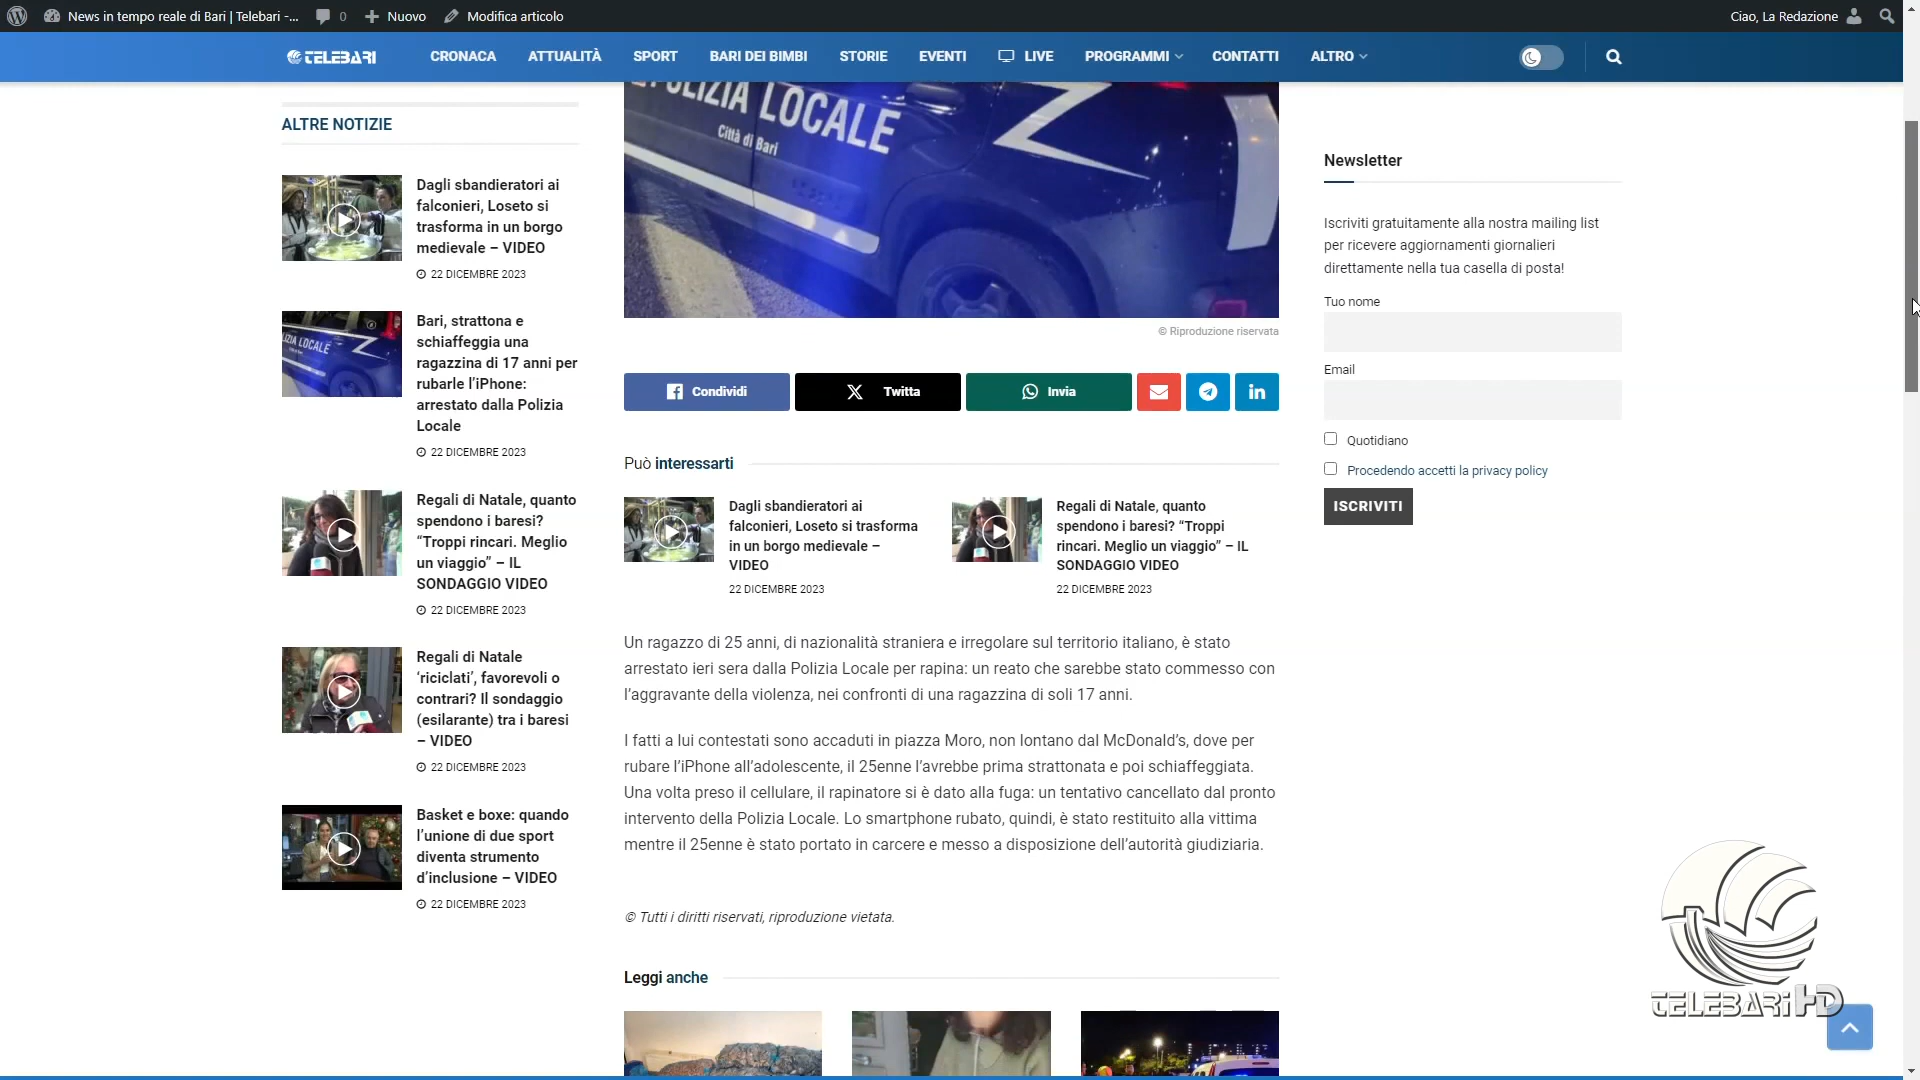 News in tempo reale di Bari | Telebari -...
0
Nuovo
Modifica articolo
Ciao, La Redazione
TELEBARI
CRONACA
ATTUALITÀ
SPORT
BARI DEI BIMBI
STORIE
EVENTI
LIVE
PROGRAMMI
CONTATTI
ALTRO
ALTRE NOTIZIE
Dagli sbandieratori ai
falconieri, Loseto si
trasforma in un borgo
medievale – VIDEO
22 DICEMBRE 2023
Bari, strattona e
schiaffeggia una
ragazzina di 17 anni per
rubarle l’iPhone:
arrestato dalla Polizia
Locale
22 DICEMBRE 2023
Regali di Natale, quanto
spendono i baresi?
“Troppi rincari. Meglio
un viaggio” – IL
SONDAGGIO VIDEO
22 DICEMBRE 2023
Regali di Natale
‘riciclati’, favorevoli o
contrari? Il sondaggio
(esilarante) tra i baresi
– VIDEO
22 DICEMBRE 2023
Basket e boxe: quando
l’unione di due sport
diventa strumento
d’inclusione – VIDEO
22 DICEMBRE 2023
POLIZIA LOCALE
Città di Bari
© Riproduzione riservata
Condividi
Twitta
Invia
Può interessarti
Dagli sbandieratori ai
falconieri, Loseto si trasforma
in un borgo medievale –
VIDEO
22 DICEMBRE 2023
Regali di Natale, quanto
spendono i baresi? “Troppi
rincari. Meglio un viaggio” – IL
SONDAGGIO VIDEO
22 DICEMBRE 2023
Un ragazzo di 25 anni, di nazionalità straniera e irregolare sul territorio italiano, è stato
arrestato ieri sera dalla Polizia Locale per rapina: un reato che sarebbe stato commesso con
l’aggravante della violenza, nei confronti di una ragazzina di soli 17 anni.
I fatti a lui contestati sono accaduti in piazza Moro, non lontano dal McDonald’s, dove per
rubare l’iPhone all’adolescente, il 25enne l’avrebbe prima strattonata e poi schiaffeggiata.
Una volta preso il cellulare, il rapinatore si è dato alla fuga: un tentativo cancellato dal pronto
intervento della Polizia Locale. Lo smartphone rubato, quindi, è stato restituito alla vittima
mentre il 25enne è stato portato in carcere e messo a disposizione dell’autorità giudiziaria.
© Tutti i diritti riservati, riproduzione vietata.
Leggi anche
Newsletter
Iscriviti gratuitamente alla nostra mailing list
per ricevere aggiornamenti giornalieri
direttamente nella tua casella di posta!
Tuo nome
Email
Quotidiano
Procedendo accetti la privacy policy
ISCRIVITI
TELEBARI HD